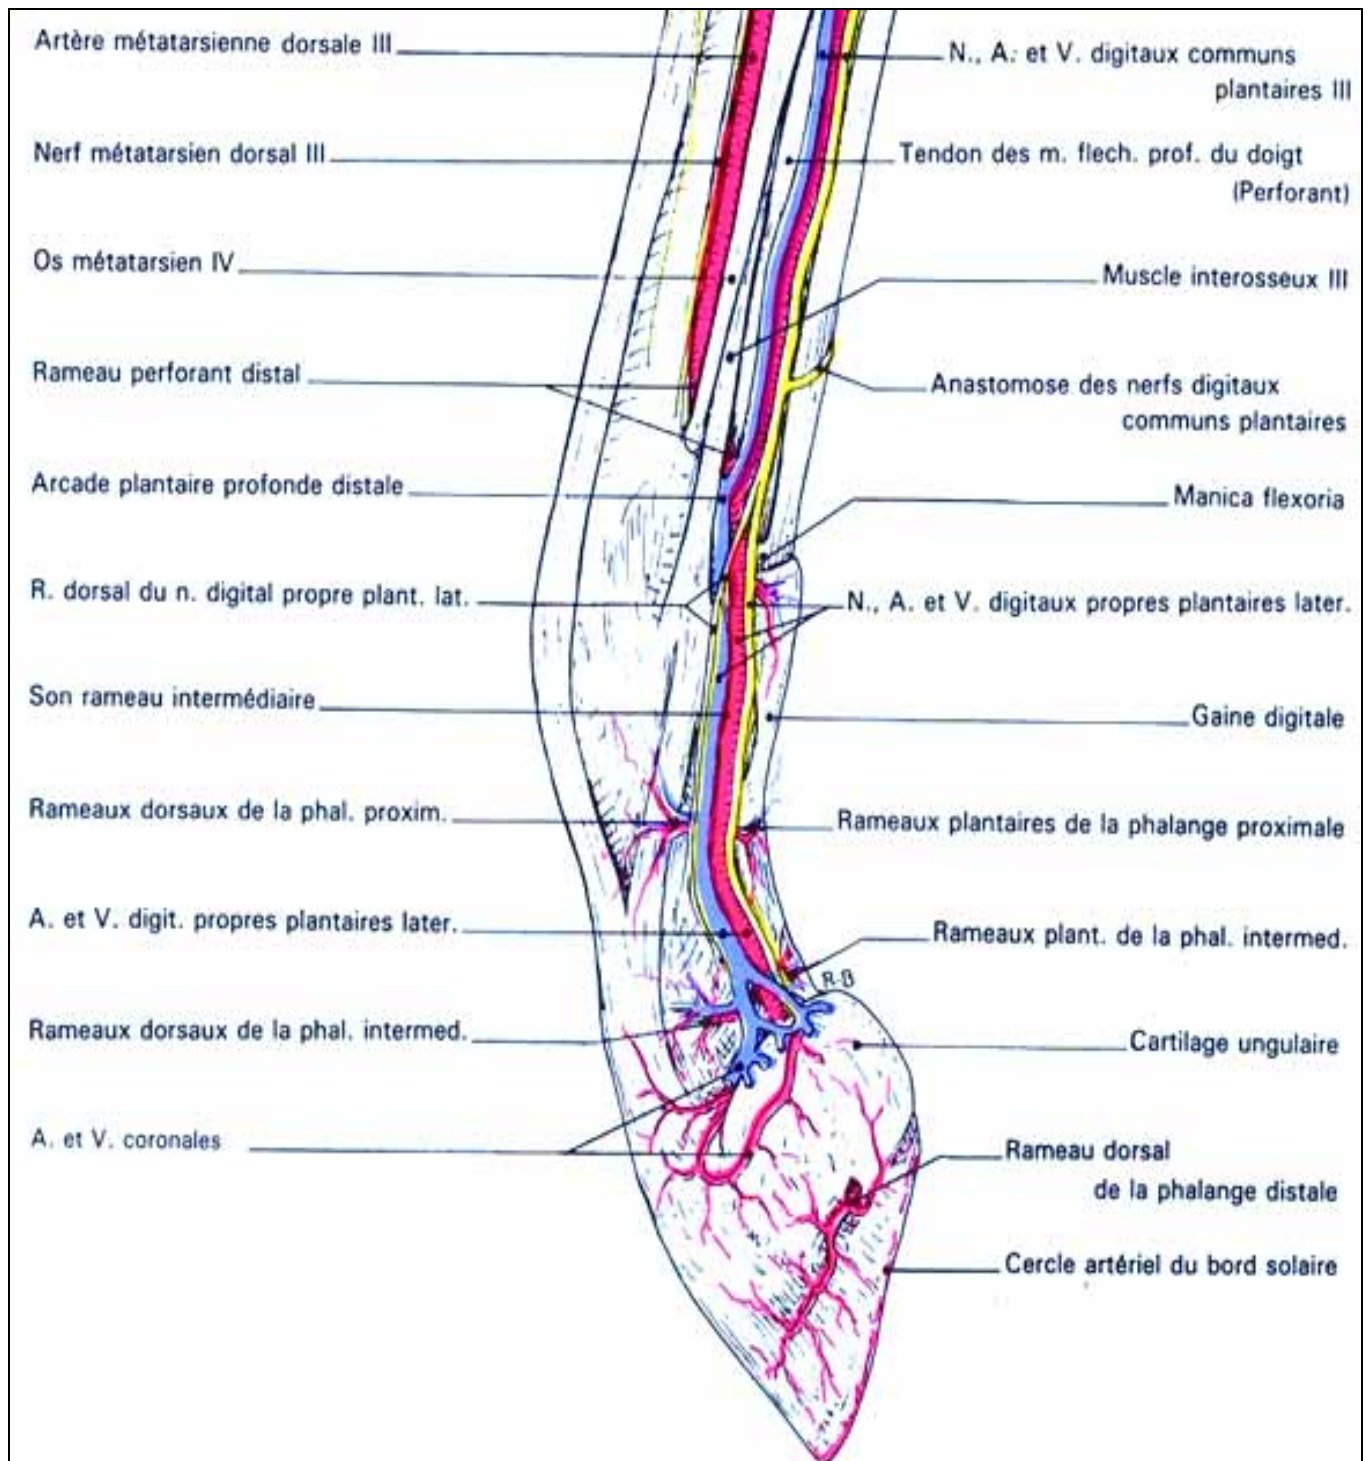 Artère métatarsienne dorsale III
Nerf métatarsien dorsal III
Os métatarsien IV
Rameau perforant distal
Arcade plantaire profonde distale
R. dorsal du n. digital propre plant. lat.
Son rameau intermédiaire
Rameaux dorsaux de la phal. proxim.
A. et V. digit. propres plantaires later.
Rameaux dorsaux de la phal. intermed.
A. et V. coronales
N., A. et V. digitaux communs
plantaires III
Tendon des m. flech. prof. du doigt
(Perforant)
Muscle interosseux III
Anastomose des nerfs digitaux
communs plantaires
Manica flexoria
N., A. et V. digitaux propres plantaires later.
Gaine digitale
Rameaux plantaires de la phalange proximale
Rameaux plant. de la phal. intermed.
R-B
Cartilage ungulaire
Rameau dorsal
de la phalange distale
Cercle artériel du bord solaire